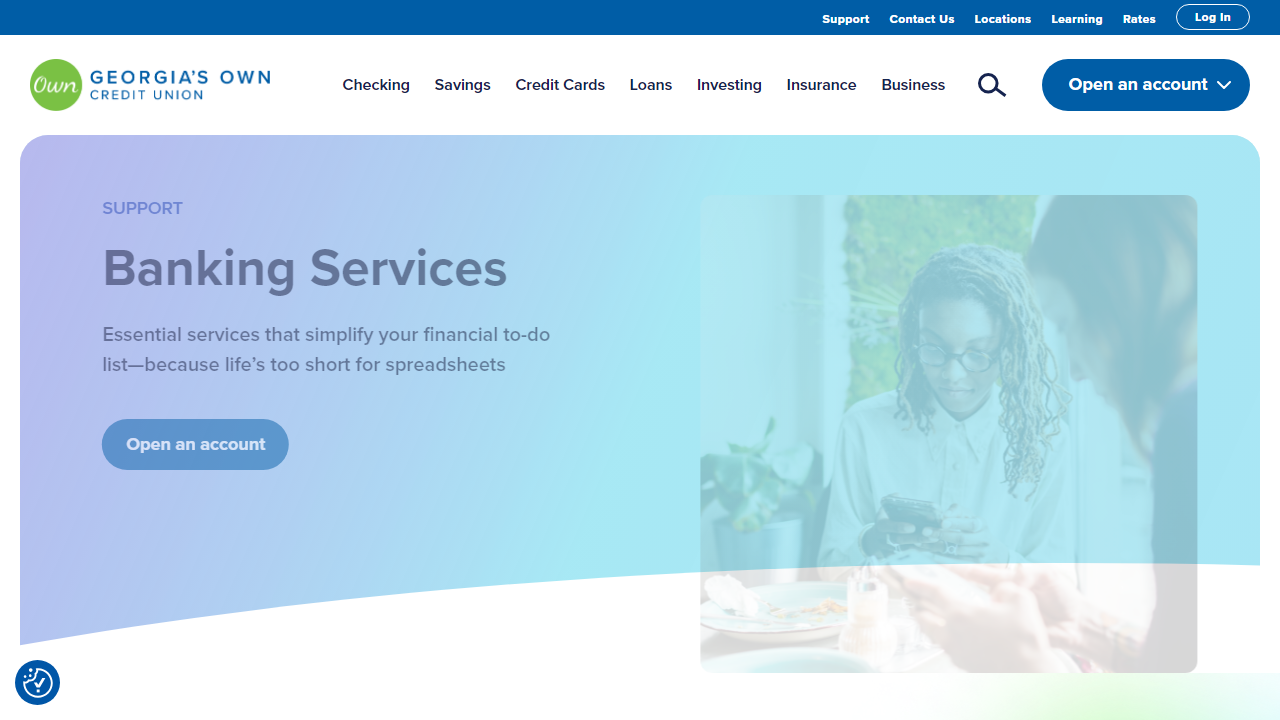 Support Contact Us Locations Learning Rates Log In
Own GEORGIA'S OWN
CREDIT UNION
Checking Savings Credit Cards Loans Investing Insurance Business Open an account
SUPPORT
Banking Services
Essential services that simplify your financial to-do
list—because life's too short for spreadsheets
Open an account